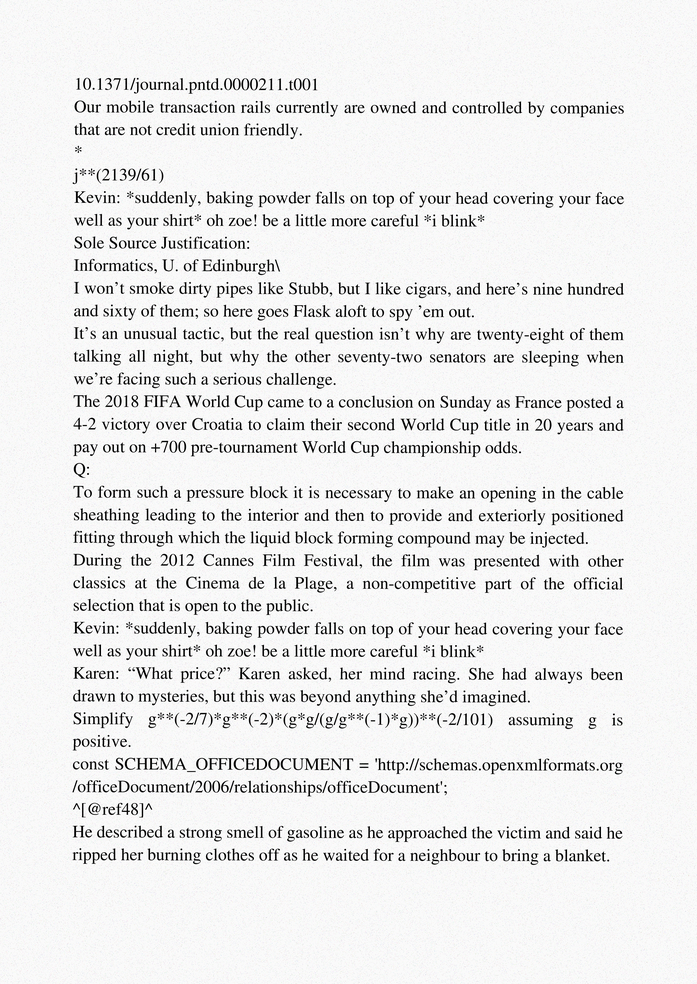 10.1371/journal.pntd.0000211.t001
Our mobile transaction rails currently are owned and controlled by companies
that are not credit union friendly.
*
j**(2139/61)
Kevin: *suddenly, baking powder falls on top of your head covering your face
well as your shirt* oh zoe! be a little more careful *i blink*
Sole Source Justification:
Informatics, U. of Edinburgh\
I won’t smoke dirty pipes like Stubb, but I like cigars, and here’s nine hundred
and sixty of them; so here goes Flask aloft to spy ’em out.
It’s an unusual tactic, but the real question isn’t why are twenty-eight of them
talking all night, but why the other seventy-two senators are sleeping when
we’re facing such a serious challenge.
The 2018 FIFA World Cup came to a conclusion on Sunday as France posted a
4-2 victory over Croatia to claim their second World Cup title in 20 years and
pay out on +700 pre-tournament World Cup championship odds.
Q:
To form such a pressure block it is necessary to make an opening in the cable
sheathing leading to the interior and then to provide and exteriorly positioned
fitting through which the liquid block forming compound may be injected.
During the 2012 Cannes Film Festival, the film was presented with other
classics at the Cinema de la Plage, a non-competitive part of the official
selection that is open to the public.
Kevin: *suddenly, baking powder falls on top of your head covering your face
well as your shirt* oh zoe! be a little more careful *i blink*
Karen: “What price?” Karen asked, her mind racing. She had always been
drawn to mysteries, but this was beyond anything she’d imagined.
Simplify g**(-2/7)*g**(-2)*(g*g/(g/g**(-1)*g))**(-2/101) assuming g is
positive.
const SCHEMA_OFFICEDOCUMENT = 'http://schemas.openxmlformats.org
/officeDocument/2006/relationships/officeDocument';
^[@ref48]^
He described a strong smell of gasoline as he approached the victim and said he
ripped her burning clothes off as he waited for a neighbour to bring a blanket.